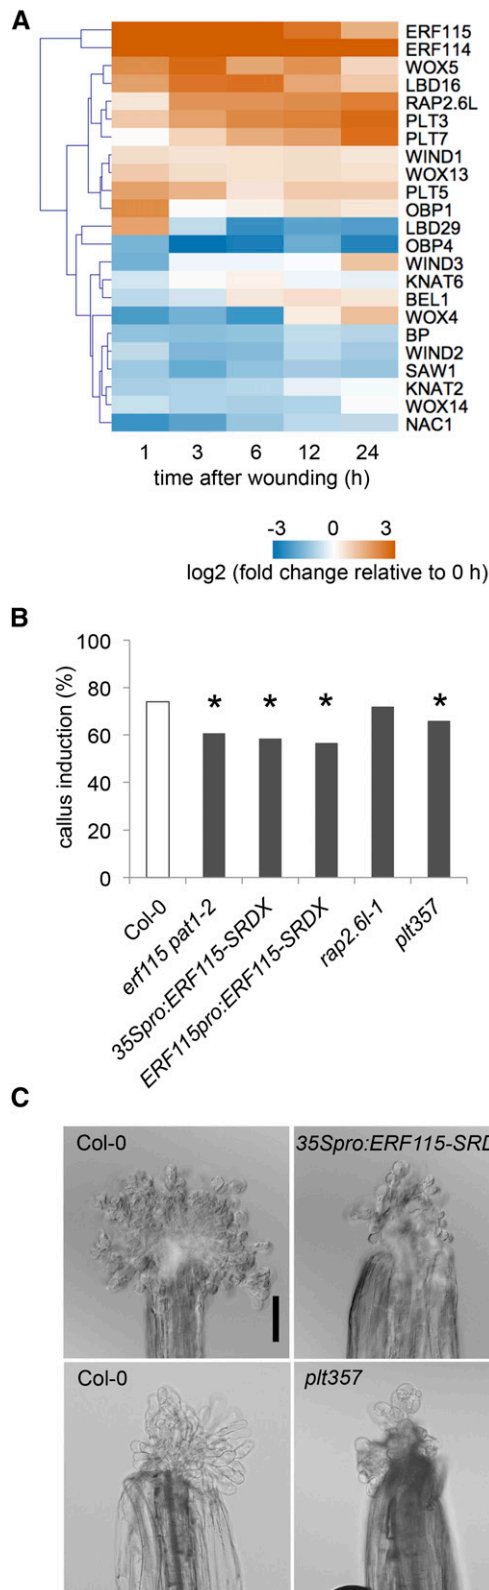 A
ERF115
ERF114
WOX5
LBD16
RAP2.6L
PLT3
PLT7
WIND1
WOX13
PLT5
OBP1
LBD29
OBP4
WIND3
KNAT6
BEL1
WOX4
BP
WIND2
SAW1
KNAT2
WOX14
NAC1
1 3 6 12 24
time after wounding (h)
-3 0 3
log2 (fold change relative to 0 h)
B
callus induction (%)
100
80
60
40
20
0
* * * *
Col-0
erf115 pat1-2
35Spro:ERF115-SRDX
ERF115pro:ERF115-SRDX
rap2.6l-1
plt357
C
Col-0
35Spro:ERF115-SRD
Col-0
plt357